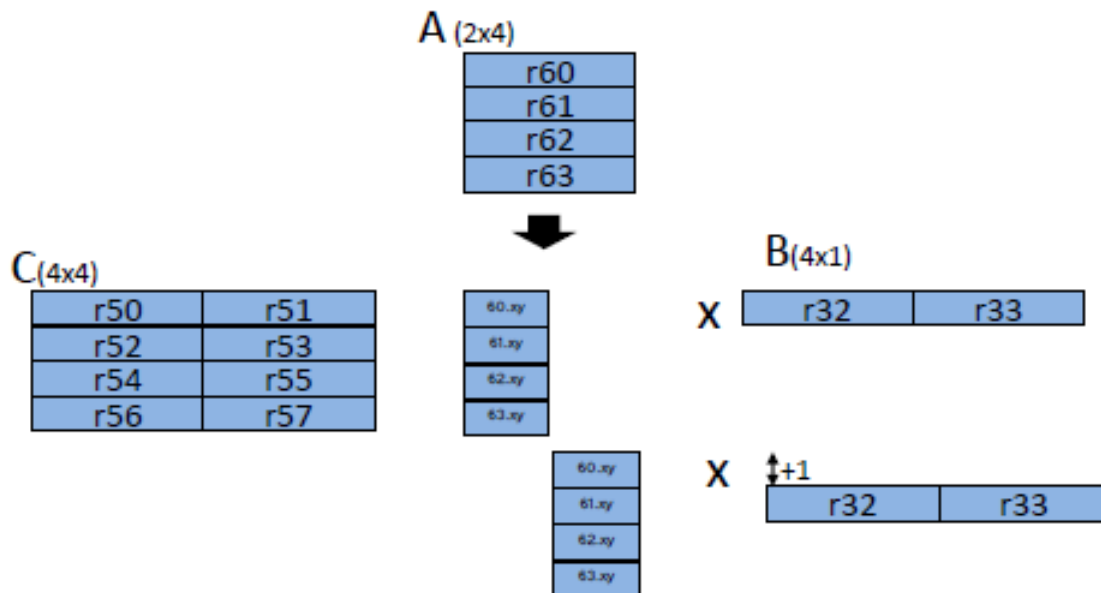 A (2x4)
r60
r61
r62
r63
C(4x4)
r50 r51
r52 r53
r54 r55
r56 r57
60.xy
61.xy
62.xy
63.xy
B(4x1)
X r32 r33
60.xy
61.xy
62.xy
63.xy
X +1
r32 r33